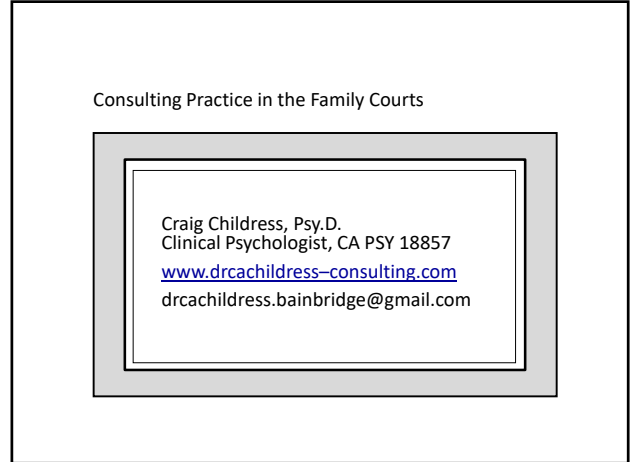 Consulting Practice in the Family Courts
Craig Childress, Psy.D.
Clinical Psychologist, CA PSY 18857
www.drcachildress–consulting.com
drcachildress.bainbridge@gmail.com